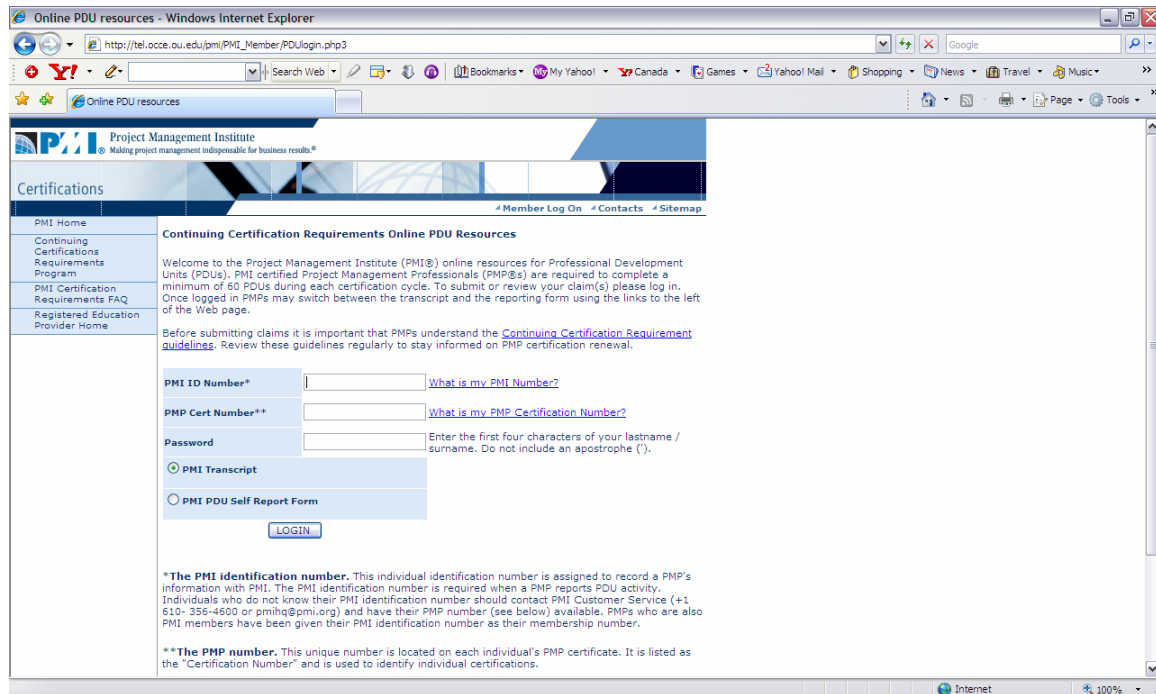 Online PDU resources - Windows Internet Explorer
http://tel.occe.ou.edu/pmi/PMI_Member/PDUlogin.php3
Google
Y!
Search Web
Bookmarks
My Yahoo!
Canada
Games
Yahoo! Mail
Shopping
News
Travel
Music
»
Online PDU resources
Page
Tools
»
PMI
Project Management Institute
Making project management indispensable for business results.®
Certifications
Member Log On
Contacts
Sitemap
PMI Home
Continuing
Certifications
Requirements
Program
PMI Certification
Requirements FAQ
Registered Education
Provider Home
Continuing Certification Requirements Online PDU Resources
Welcome to the Project Management Institute (PMI®) online resources for Professional Development
Units (PDUs). PMI certified Project Management Professionals (PMP®s) are required to complete a
minimum of 60 PDUs during each certification cycle. To submit or review your claim(s) please log in.
Once logged in PMPs may switch between the transcript and the reporting form using the links to the left
of the Web page.
Before submitting claims it is important that PMPs understand the Continuing Certification Requirement
guidelines. Review these guidelines regularly to stay informed on PMP certification renewal.
PMI ID Number*
What is my PMI Number?
PMP Cert Number**
What is my PMP Certification Number?
Password
Enter the first four characters of your lastname /
surname. Do not include an apostrophe (').
PMI Transcript
PMI PDU Self Report Form
LOGIN
*The PMI identification number. This individual identification number is assigned to record a PMP's
information with PMI. The PMI identification number is required when a PMP reports PDU activity.
Individuals who do not know their PMI identification number should contact PMI Customer Service (+1
610- 356-4600 or pmihq@pmi.org) and have their PMP number (see below) available. PMPs who are also
PMI members have been given their PMI identification number as their membership number.
**The PMP number. This unique number is located on each individual's PMP certificate. It is listed as
the "Certification Number" and is used to identify individual certifications.
Internet
100%